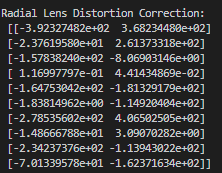 Radial Lens Distortion Correction:
[[-3.92327482e+02  3.68234480e+02]
[-2.37619580e+01  2.61373318e+02]
[-1.57838240e+02 -8.06903146e+00]
[ 1.16997797e-01  4.41434869e-02]
[-1.64753042e+02 -1.81329179e+02]
[-1.83814962e+00 -1.14920404e+02]
[-2.78535602e+02  4.06502505e+02]
[-1.48666788e+01  3.09070282e+00]
[-2.34237376e+02 -1.13943022e+02]
[-7.01339578e+01 -1.62371634e+02]]